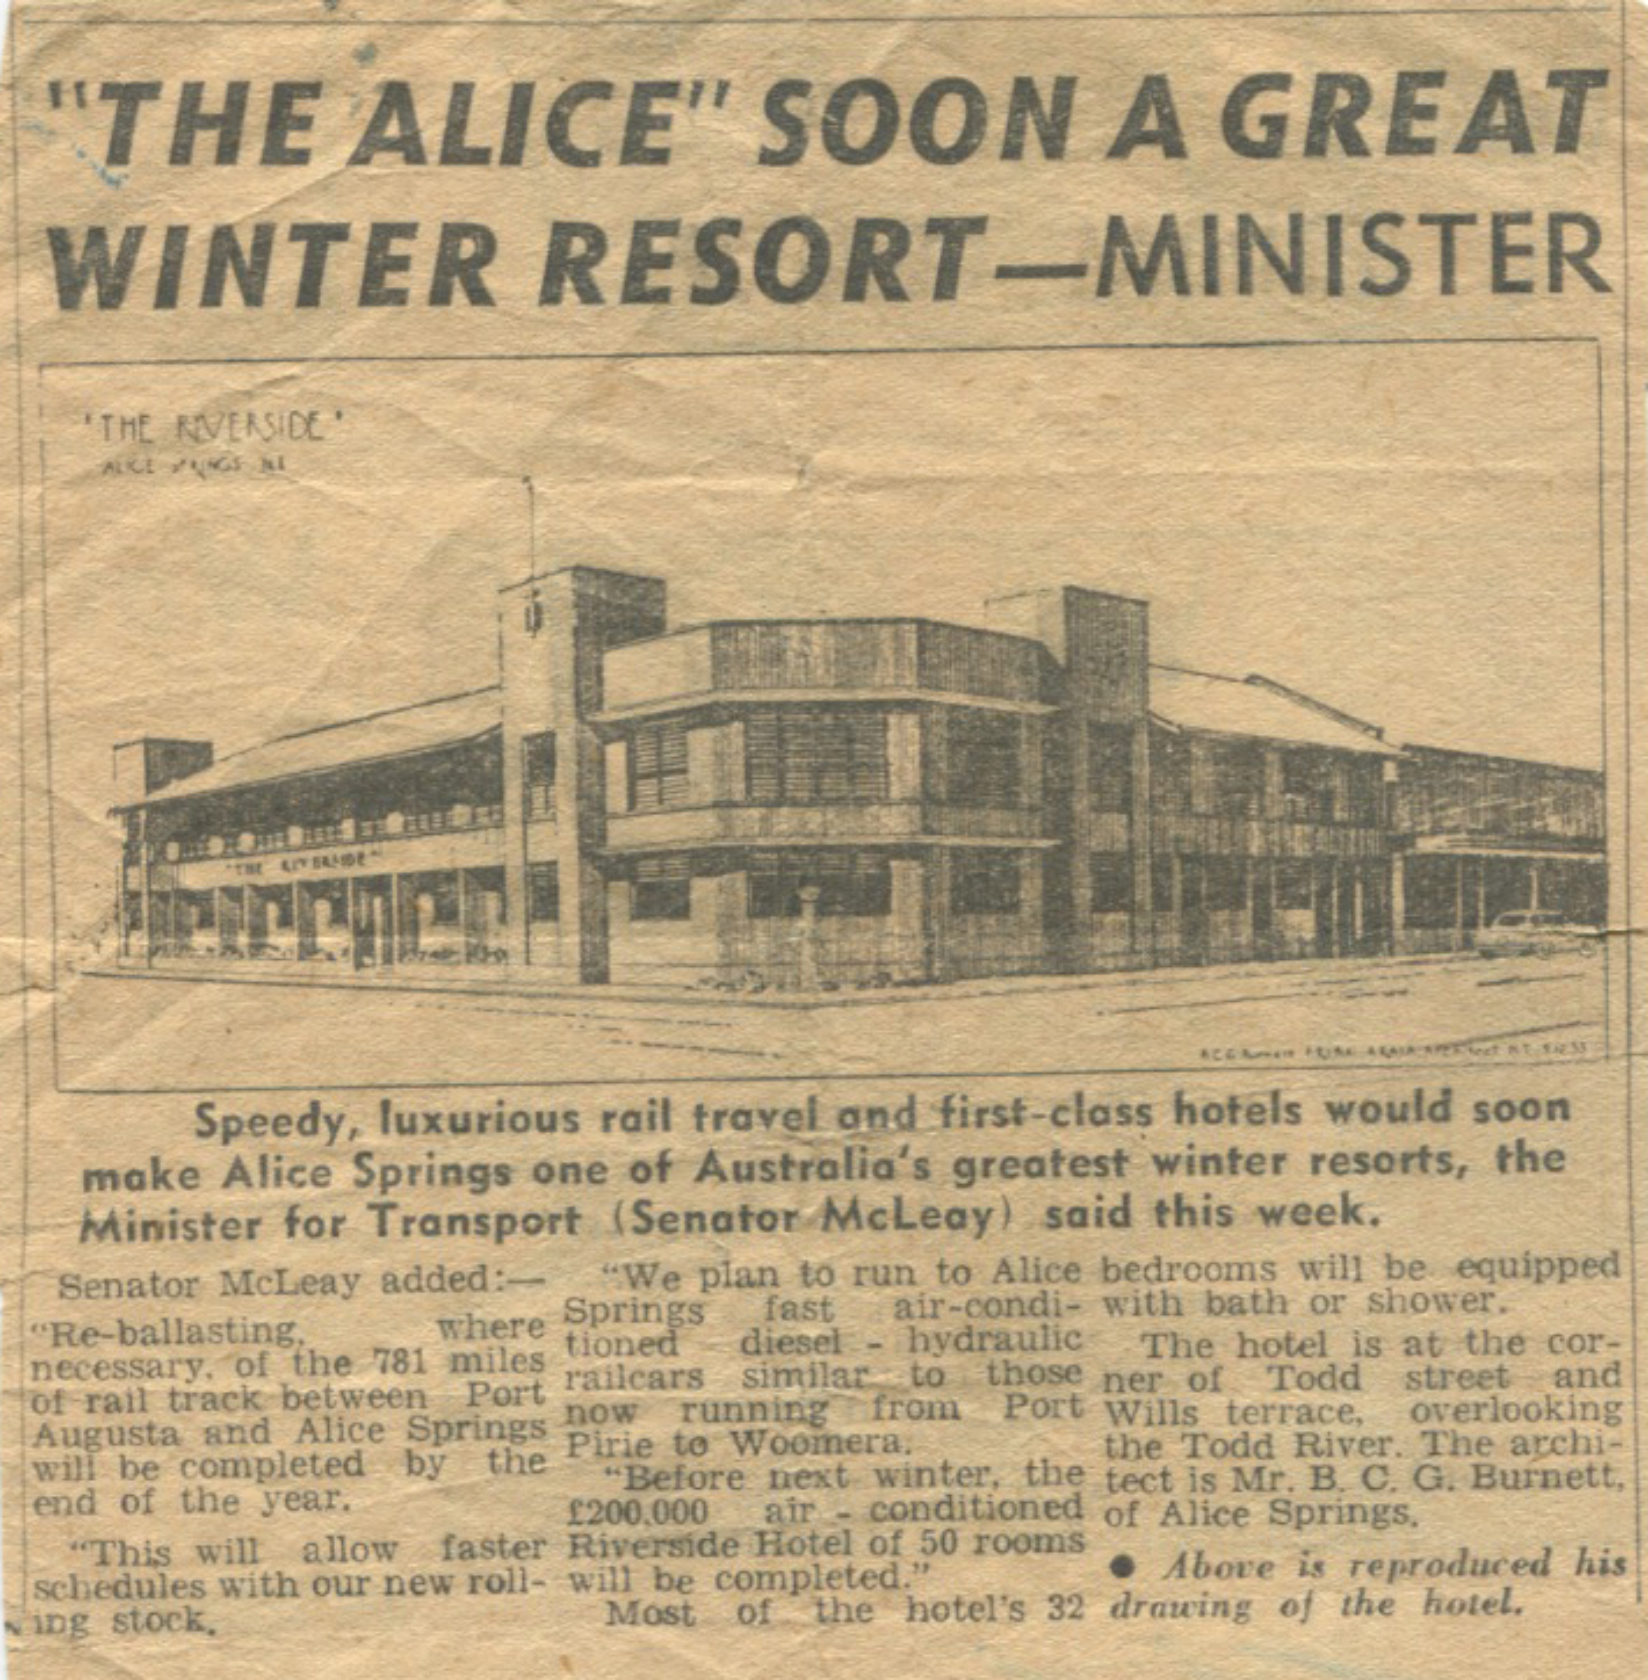 "THE ALICE" SOON A GREAT
WINTER RESORT—MINISTER
'THE RIVERSIDE'
ALICE SPRINGS
"THE RIVERSIDE"
Speedy, luxurious rail travel and first-class hotels would soon
make Alice Springs one of Australia's greatest winter resorts, the
Minister for Transport (Senator McLeay) said this week.
Senator McLeay added:—
"Re-ballasting, where
necessary, of the 781 miles
of rail track between Port
Augusta and Alice Springs
will be completed by the
end of the year.
"This will allow faster
schedules with our new roll-
ing stock.
"We plan to run to Alice
Springs fast air-condi-
tioned diesel - hydraulic
railcars similar to those
now running from Port
Pirie to Woomera.
"Before next winter, the
£200,000 air - conditioned
Riverside Hotel of 50 rooms
will be completed."
Most of the hotel's 32
bedrooms will be equipped
with bath or shower.
The hotel is at the cor-
ner of Todd street and
Wills terrace, overlooking
the Todd River. The archi-
tect is Mr. B. C. G. Burnett,
of Alice Springs.
● Above is reproduced his
drawing of the hotel.